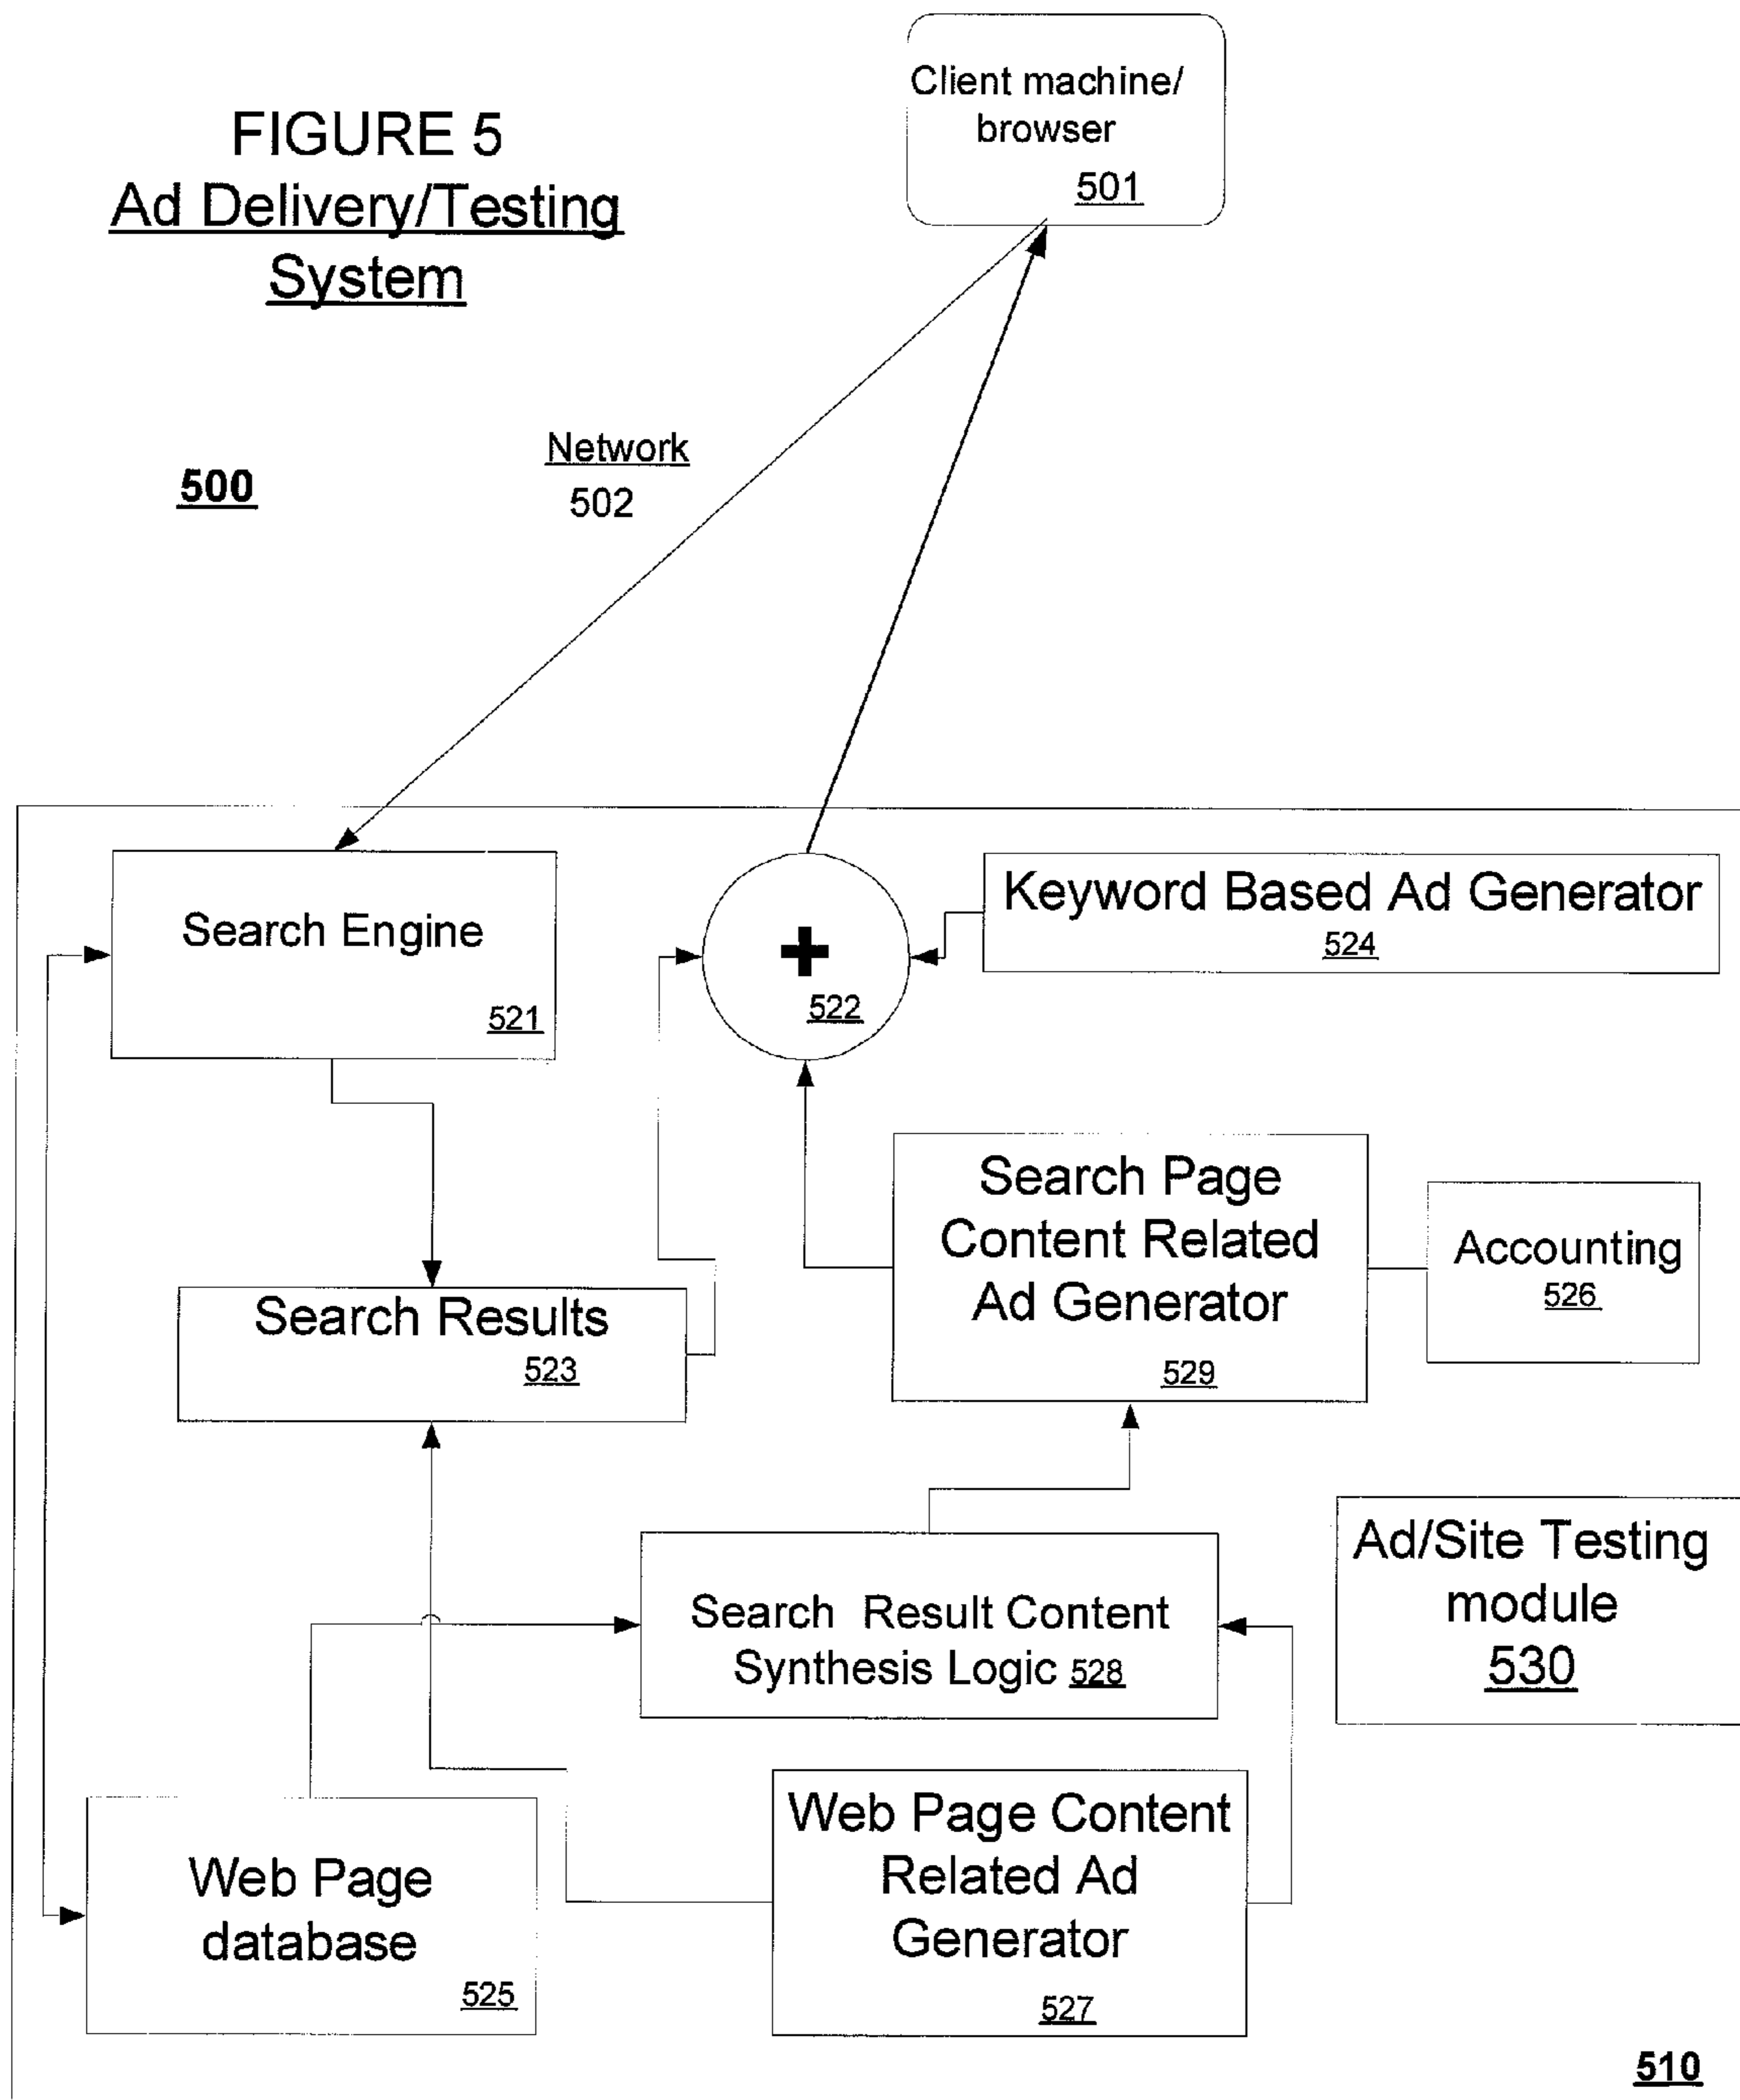 FIGURE 5
Ad Delivery/Testing
System
Client machine/
browser
501
Network
502
500
Search Engine
521
+
522
Keyword Based Ad Generator
524
Search Page
Content Related
Ad Generator
529
Accounting
526
Search Results
523
Search Result Content
Synthesis Logic 528
Ad/Site Testing
module
530
Web Page
database
525
Web Page Content
Related Ad
Generator
527
510